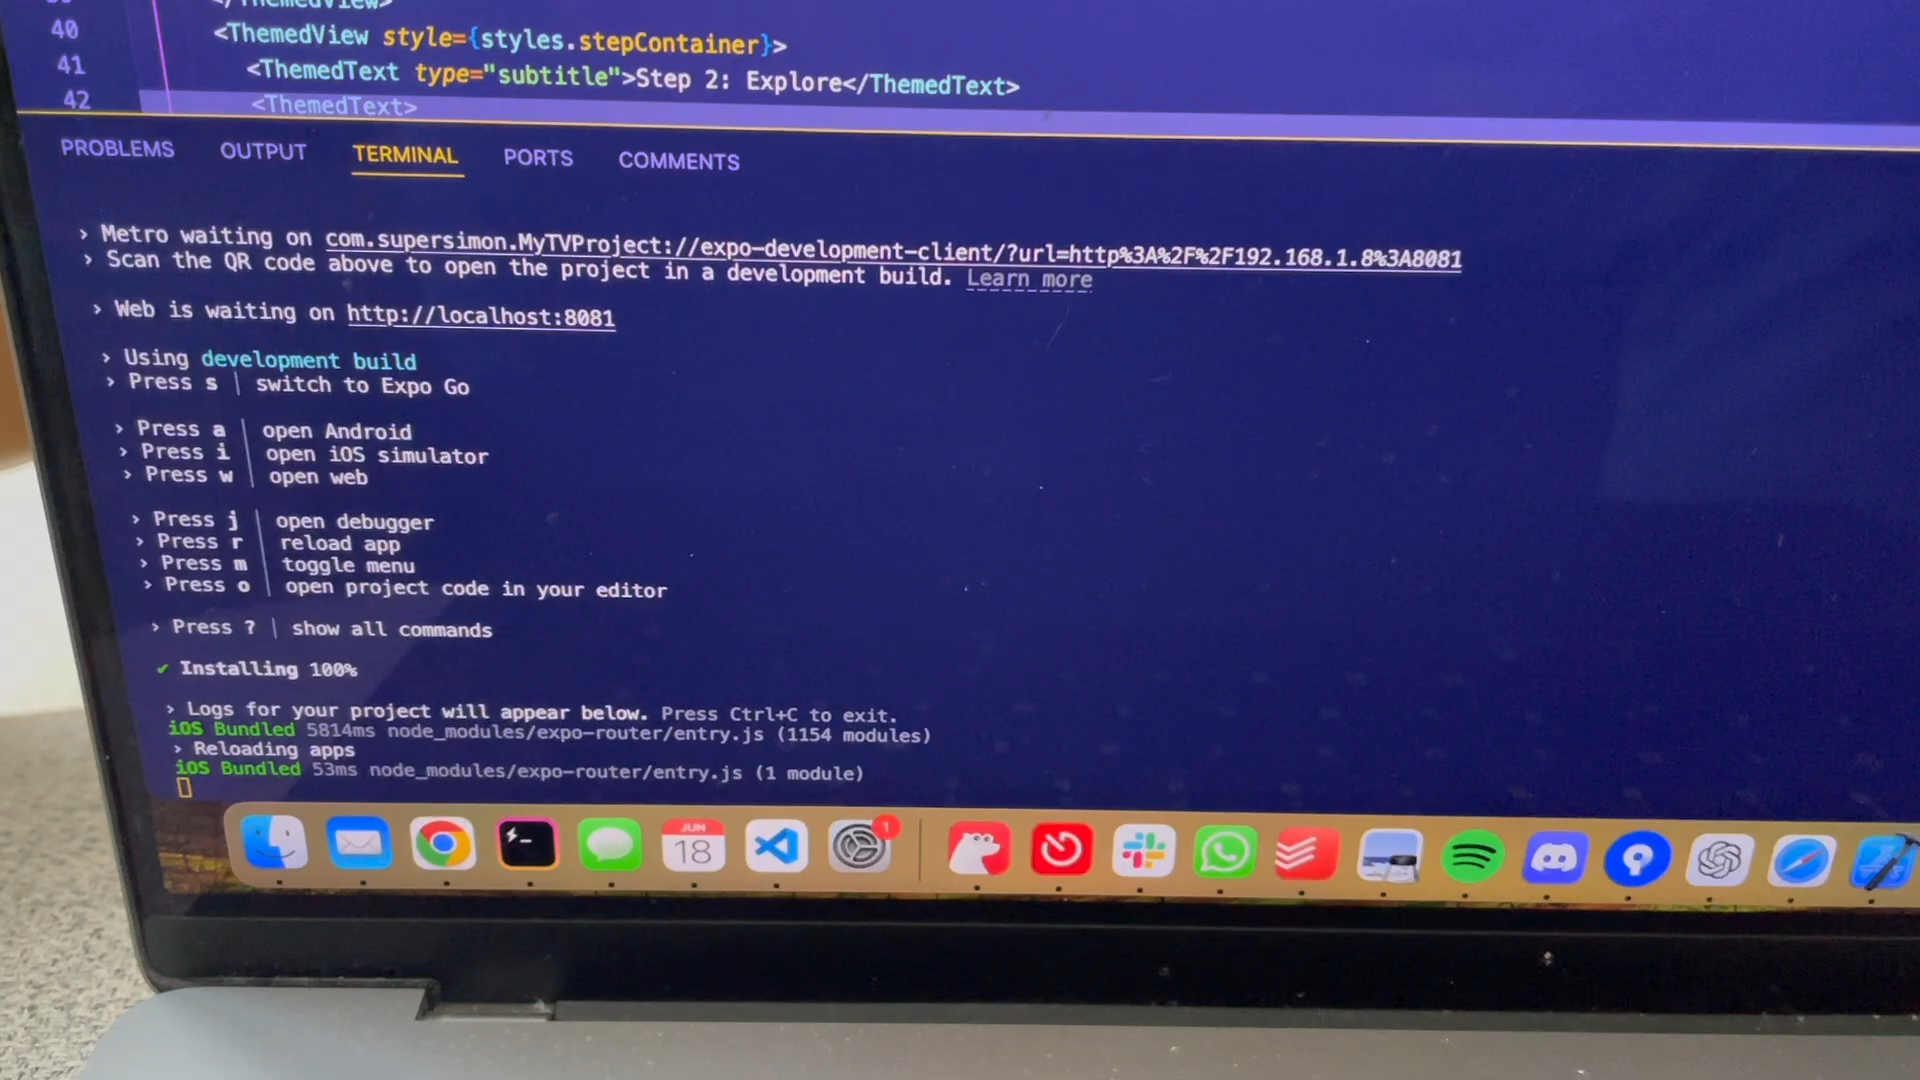 </ThemedView>
40 <ThemedView style={styles.stepContainer}>
41 <ThemedText type="subtitle">Step 2: Explore</ThemedText>
42 <ThemedText>
PROBLEMS OUTPUT TERMINAL PORTS COMMENTS
› Metro waiting on com.supersimon.MyTVProject://expo-development-client/?url=http%3A%2F%2F192.168.1.8%3A8081
› Scan the QR code above to open the project in a development build. Learn more
› Web is waiting on http://localhost:8081
› Using development build
› Press s │ switch to Expo Go
› Press a │ open Android
› Press i │ open iOS simulator
› Press w │ open web
› Press j │ open debugger
› Press r │ reload app
› Press m │ toggle menu
› Press o │ open project code in your editor
› Press ? │ show all commands
✔ Installing 100%
› Logs for your project will appear below. Press Ctrl+C to exit.
iOS Bundled 5814ms node_modules/expo-router/entry.js (1154 modules)
› Reloading apps
iOS Bundled 53ms node_modules/expo-router/entry.js (1 module)
JUN
18
1